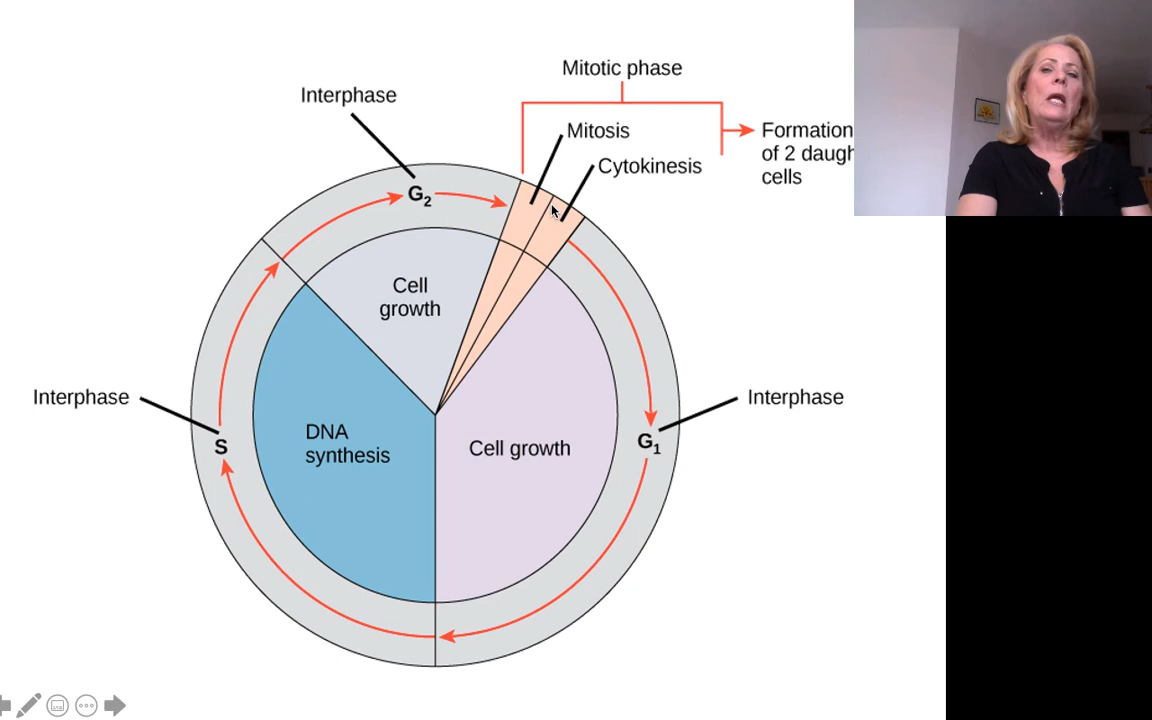 Mitotic phase
Interphase
Mitosis
Formation
of 2 daugh
cells
Cytokinesis
G2
Cell
growth
Interphase
Interphase
S
DNA
synthesis
Cell growth
G1